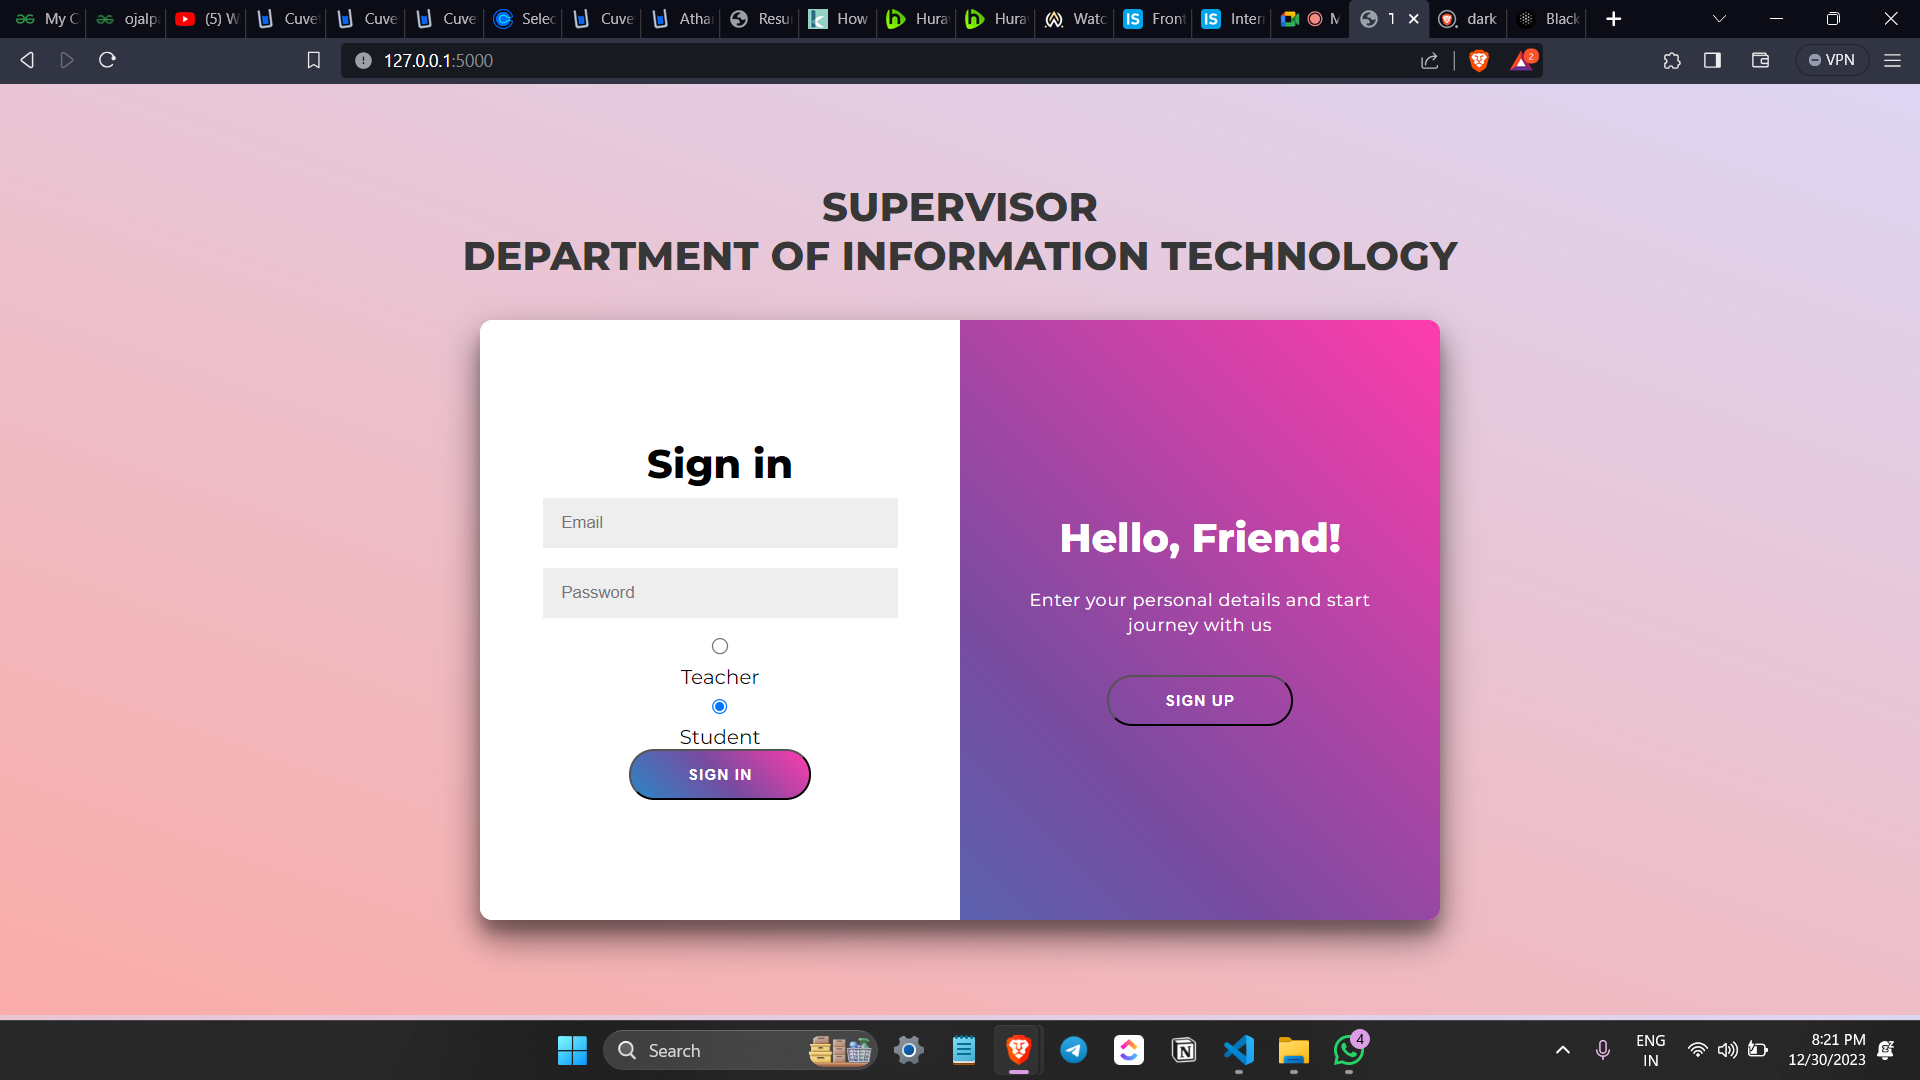 My C
ojalp
(5) W
Cuve
Cuve
Cuve
Selec
Cuve
Atha
Resu
How
Hura
Hura
Watc
Front
Inter
M
T
dark
Black
127.0.0.1:5000
2
VPN
SUPERVISOR
DEPARTMENT OF INFORMATION TECHNOLOGY
Sign in
Email
Password
Teacher
Student
SIGN IN
Hello, Friend!
Enter your personal details and start
journey with us
SIGN UP
Search
4
ENG
IN
8:21 PM
12/30/2023